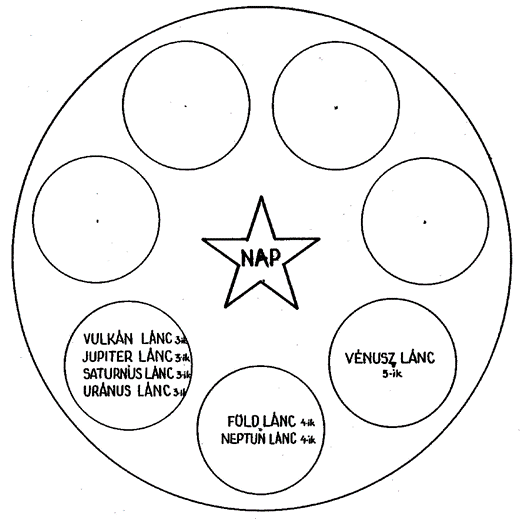 NAP
VULKÁN LÁNC 3-ik
JUPITER LÁNC 3-ik
SATURNUS LÁNC 3-ik
URÁNUS LÁNC 3-ik
VÉNUSZ LÁNC
5-ik
FÖLD LÁNC 4-ik
NEPTUN LÁNC 4-ik